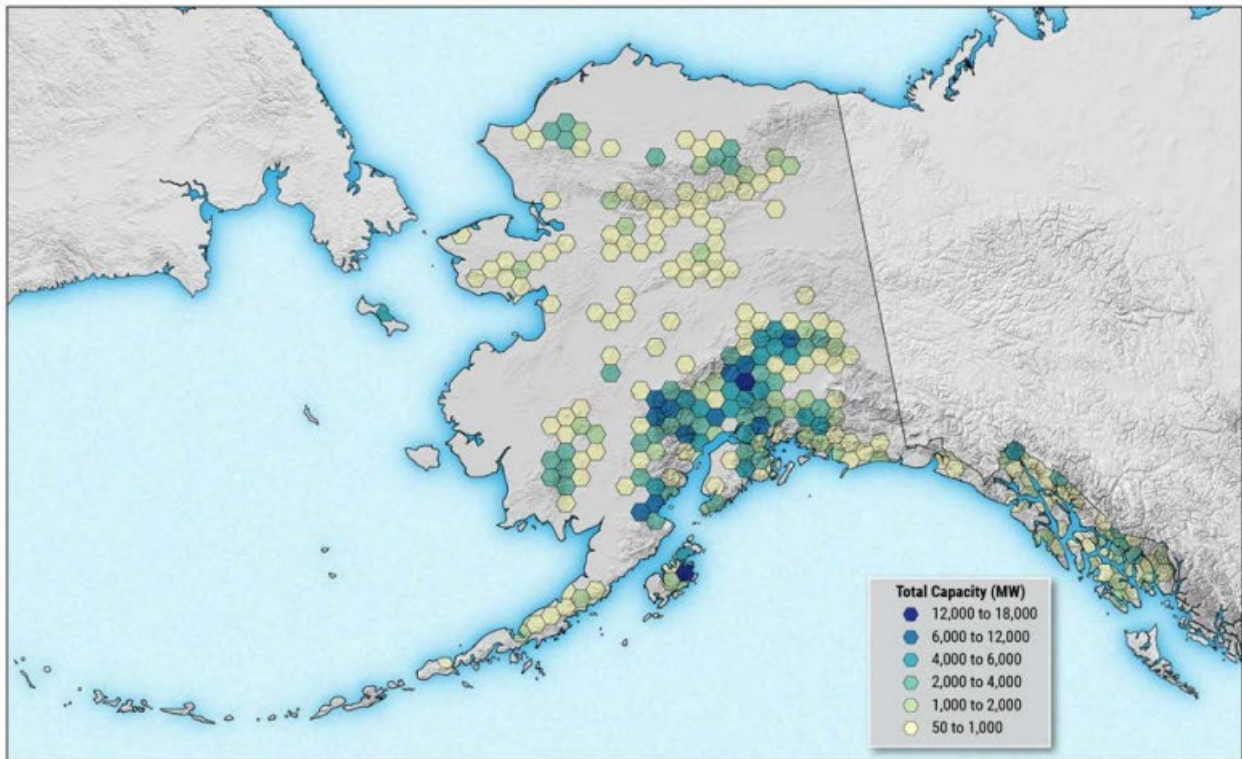 Total Capacity (MW)
12,000 to 18,000
6,000 to 12,000
4,000 to 6,000
2,000 to 4,000
1,000 to 2,000
50 to 1,000